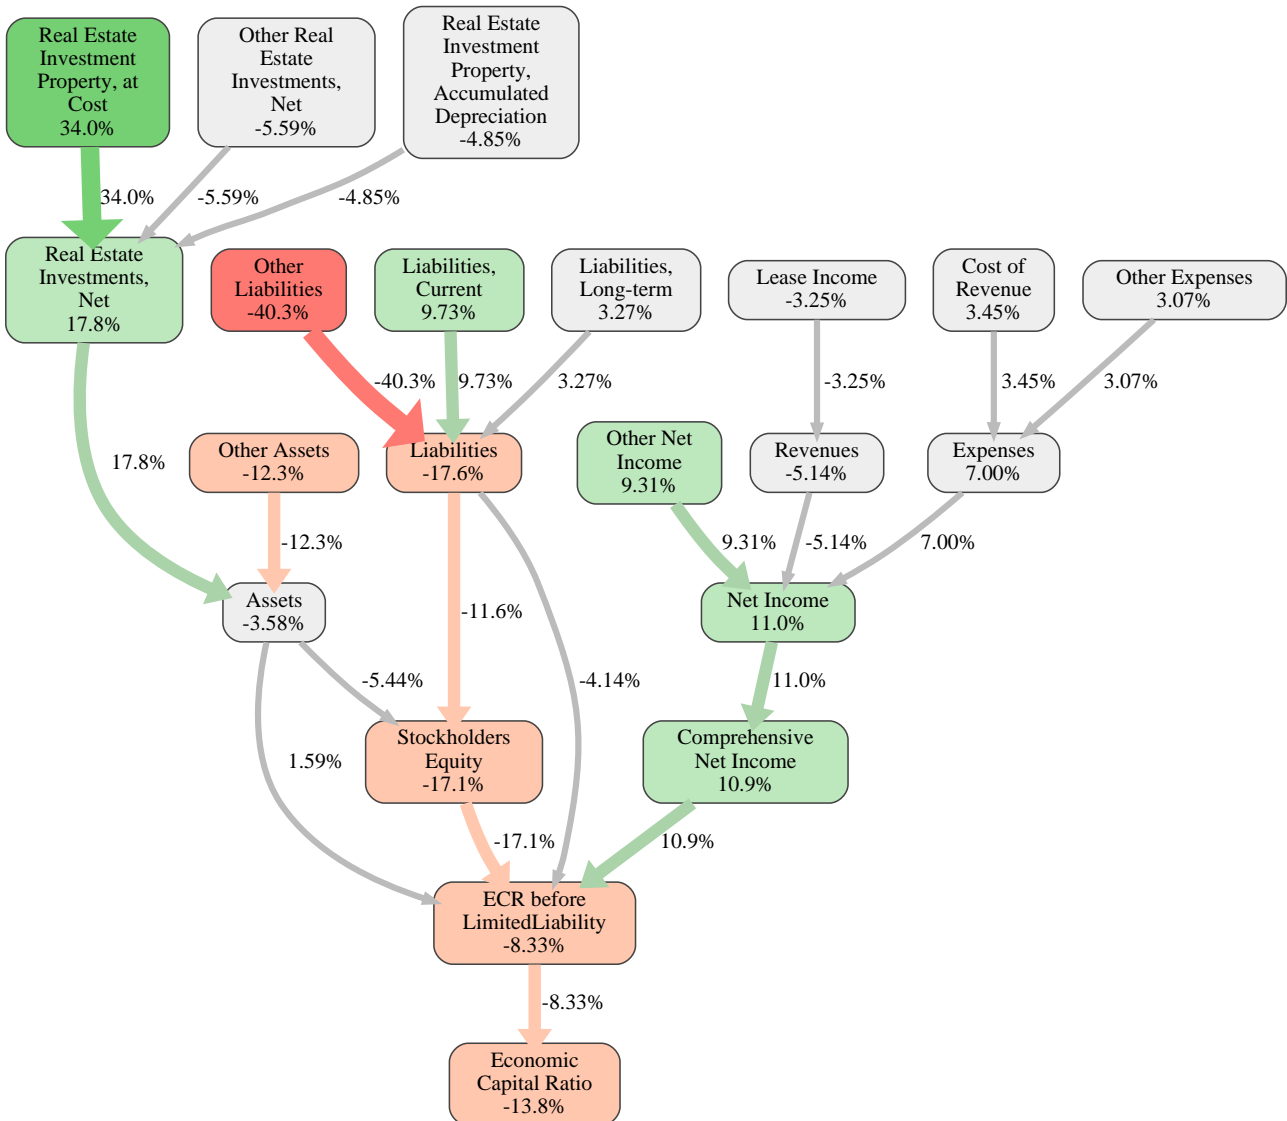 Real Estate
Investment
Property, at
Cost
34.0%
Other Real
Estate
Investments,
Net
-5.59%
Real Estate
Investment
Property,
Accumulated
Depreciation
-4.85%
34.0%
-5.59%
-4.85%
Real Estate
Investments,
Net
17.8%
Other
Liabilities
-40.3%
Liabilities,
Current
9.73%
Liabilities,
Long-term
3.27%
Lease Income
-3.25%
Cost of
Revenue
3.45%
Other Expenses
3.07%
-40.3%
9.73%
3.27%
-3.25%
3.45%
3.07%
17.8%
Other Assets
-12.3%
Liabilities
-17.6%
Other Net
Income
9.31%
Revenues
-5.14%
Expenses
7.00%
-12.3%
9.31%
-5.14%
7.00%
Assets
-3.58%
-11.6%
Net Income
11.0%
-5.44%
-4.14%
11.0%
1.59%
Stockholders
Equity
-17.1%
Comprehensive
Net Income
10.9%
-17.1%
10.9%
ECR before
LimitedLiability
-8.33%
-8.33%
Economic
Capital Ratio
-13.8%